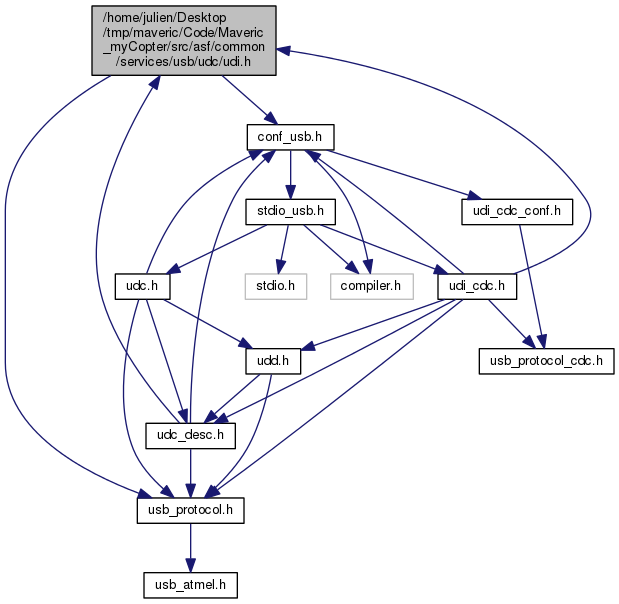 /home/julien/Desktop
/tmp/maveric/Code/Maveric
_myCopter/src/asf/common
/services/usb/udc/udi.h
conf_usb.h
stdio_usb.h
udi_cdc_conf.h
udc.h
stdio.h
compiler.h
udi_cdc.h
udd.h
usb_protocol_cdc.h
udc_desc.h
usb_protocol.h
usb_atmel.h